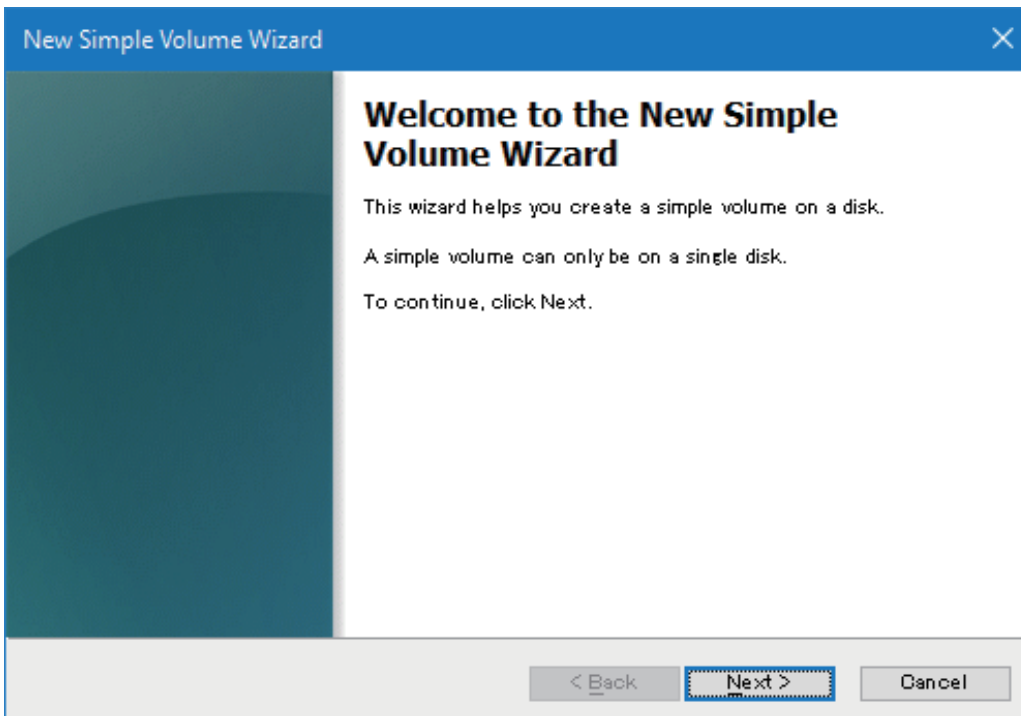 New Simple Volume Wizard
Welcome to the New Simple
Volume Wizard
This wizard helps you create a simple volume on a disk.
A simple volume can only be on a single disk.
To continue, click Next.
< Back
Next >
Cancel